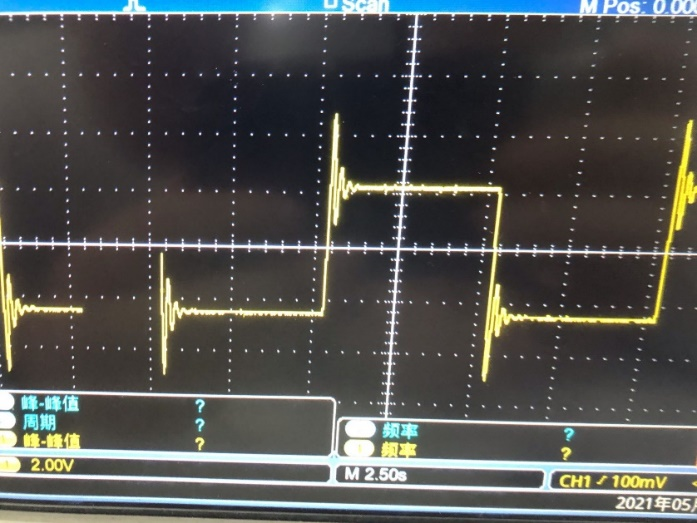 Scan
M Pos: 0.00
峰-峰值 ?
周期 ?
峰-峰值 ?
频率 ?
频率 ?
2.00V
M 2.50s
CH1 / 100mV
2021年05